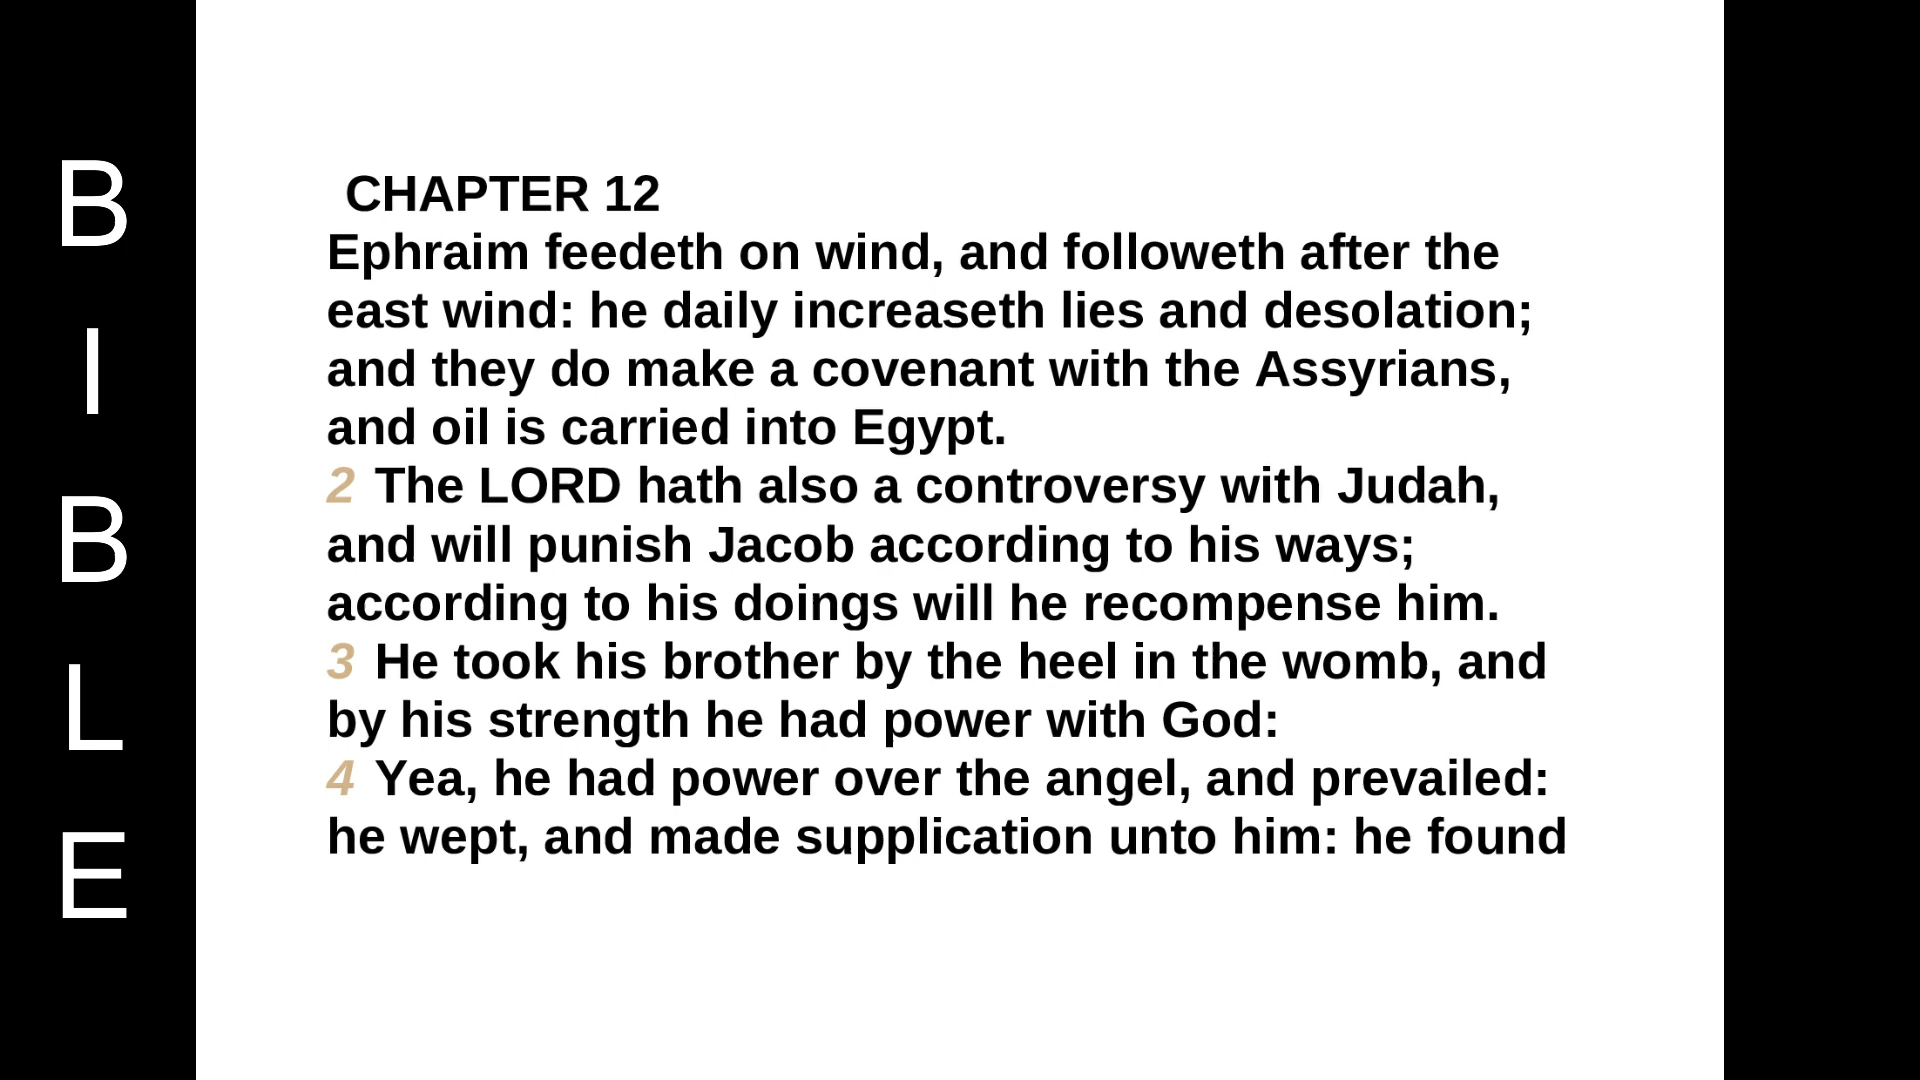 B
I
B
L
E
CHAPTER 12
Ephraim feedeth on wind, and followeth after the
east wind: he daily increaseth lies and desolation;
and they do make a covenant with the Assyrians,
and oil is carried into Egypt.
2 The LORD hath also a controversy with Judah,
and will punish Jacob according to his ways;
according to his doings will he recompense him.
3 He took his brother by the heel in the womb, and
by his strength he had power with God:
4 Yea, he had power over the angel, and prevailed:
he wept, and made supplication unto him: he found